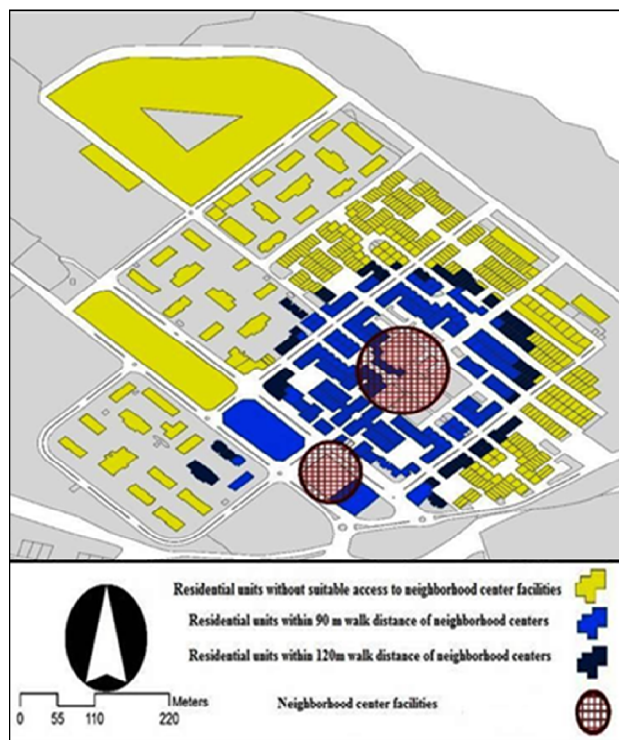 Residential units without suitable access to neighborhood center facilities
Residential units within 90 m walk distance of neighborhood centers
Residential units within 120m walk distance of neighborhood centers
Meters
0 55 110 220
Neighborhood center facilities